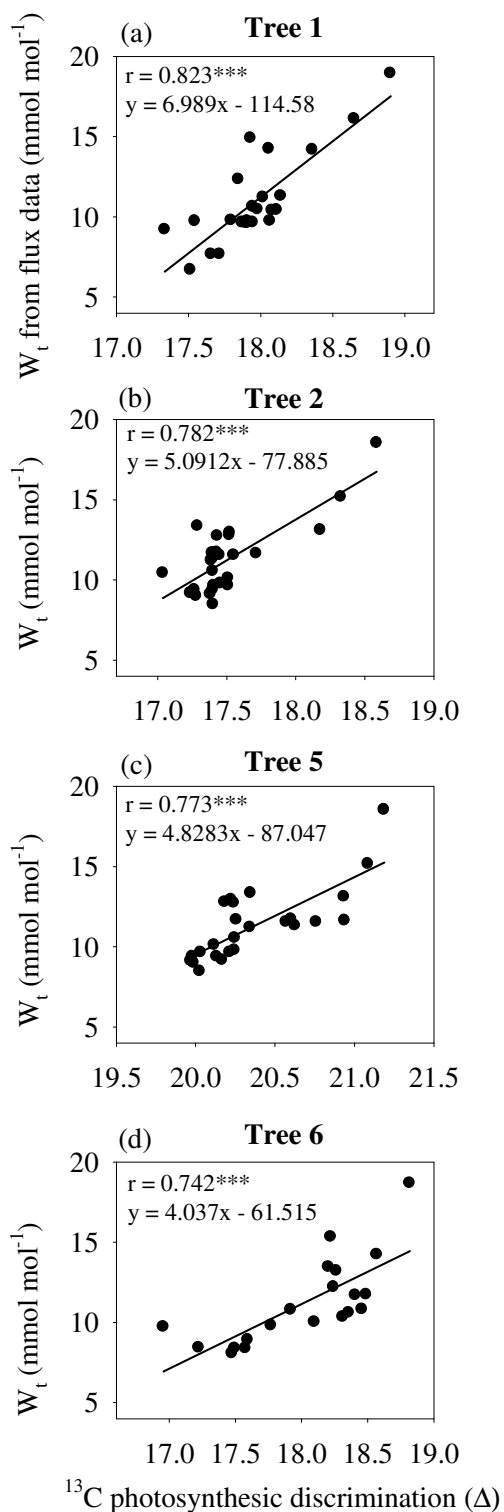 (a) Tree 1
20
r = 0.823***
y = 6.989x - 114.58
15
10
5
W_t from flux data (mmol mol⁻¹)
17.0 17.5 18.0 18.5 19.0
(b) Tree 2
20
r = 0.782***
y = 5.0912x - 77.885
15
10
5
W_t (mmol mol⁻¹)
17.0 17.5 18.0 18.5 19.0
(c) Tree 5
20
r = 0.773***
y = 4.8283x - 87.047
15
10
5
W_t (mmol mol⁻¹)
19.5 20.0 20.5 21.0 21.5
(d) Tree 6
20
r = 0.742***
y = 4.037x - 61.515
15
10
5
W_t (mmol mol⁻¹)
17.0 17.5 18.0 18.5 19.0
¹³C photosynthesic discrimination (Δ)